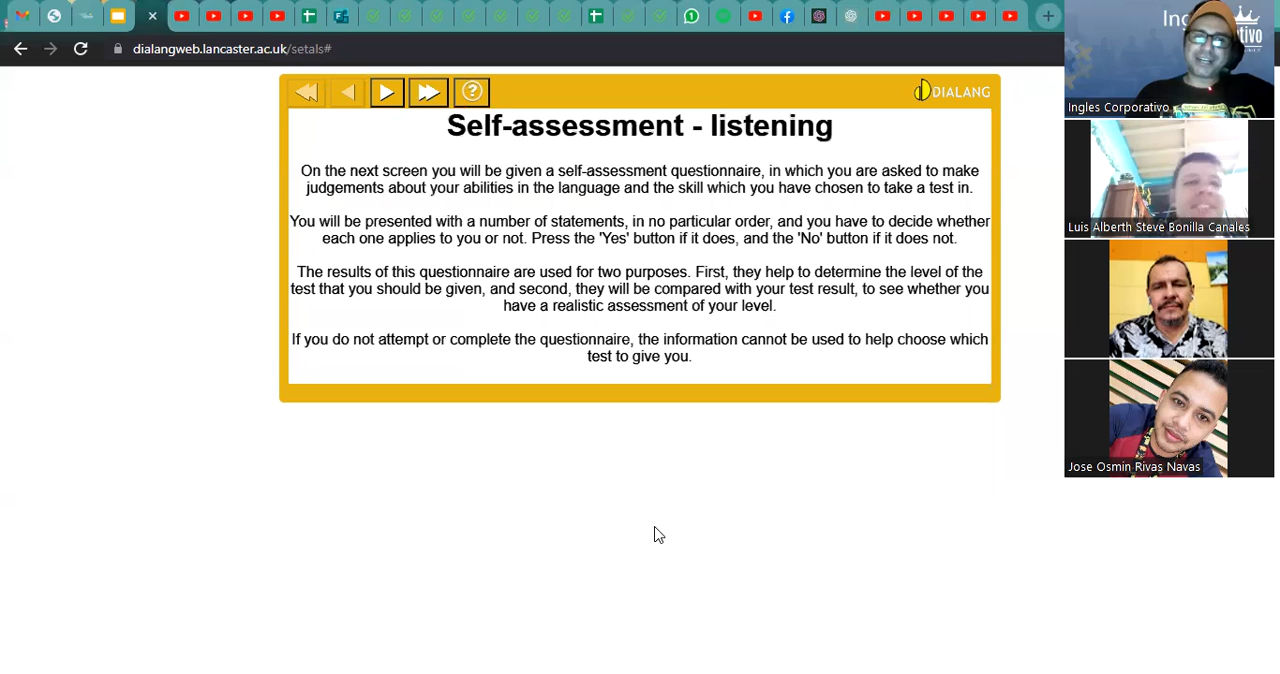 dialangweb.lancaster.ac.uk/setals#
DIALANG
Self-assessment - listening
On the next screen you will be given a self-assessment questionnaire, in which you are asked to make
judgements about your abilities in the language and the skill which you have chosen to take a test in.
You will be presented with a number of statements, in no particular order, and you have to decide whether
each one applies to you or not. Press the 'Yes' button if it does, and the 'No' button if it does not.
The results of this questionnaire are used for two purposes. First, they help to determine the level of the
test that you should be given, and second, they will be compared with your test result, to see whether you
have a realistic assessment of your level.
If you do not attempt or complete the questionnaire, the information cannot be used to help choose which
test to give you.
Ingles Corporativo
Luis Alberth Steve Bonilla Canales
Jose Osmin Rivas Navas